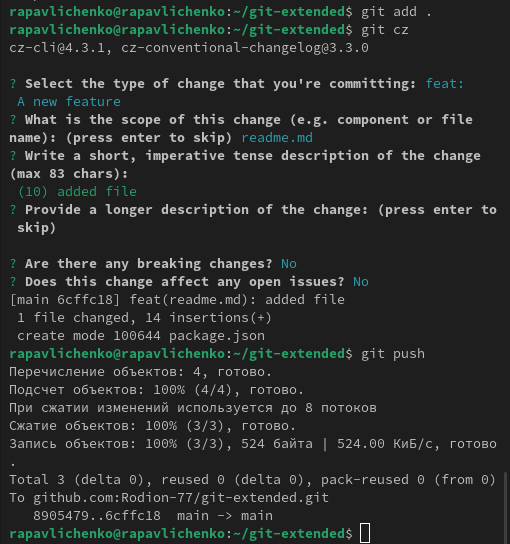 rapavlichenko@rapavlichenko:~/git-extended$ git add .
rapavlichenko@rapavlichenko:~/git-extended$ git cz
cz-cli@4.3.1, cz-conventional-changelog@3.3.0
? Select the type of change that you're committing: feat:
A new feature
? What is the scope of this change (e.g. component or file
name): (press enter to skip) readme.md
? Write a short, imperative tense description of the change
(max 83 chars):
(10) added file
? Provide a longer description of the change: (press enter to
skip)
? Are there any breaking changes? No
? Does this change affect any open issues? No
[main 6cffc18] feat(readme.md): added file
1 file changed, 14 insertions(+)
create mode 100644 package.json
rapavlichenko@rapavlichenko:~/git-extended$ git push
Перечисление объектов: 4, готово.
Подсчет объектов: 100% (4/4), готово.
При сжатии изменений используется до 8 потоков
Сжатие объектов: 100% (3/3), готово.
Запись объектов: 100% (3/3), 524 байта | 524.00 КиБ/с, готово
.
Total 3 (delta 0), reused 0 (delta 0), pack-reused 0 (from 0)
To github.com:Rodion-77/git-extended.git
8905479..6cffc18  main -> main
rapavlichenko@rapavlichenko:~/git-extended$